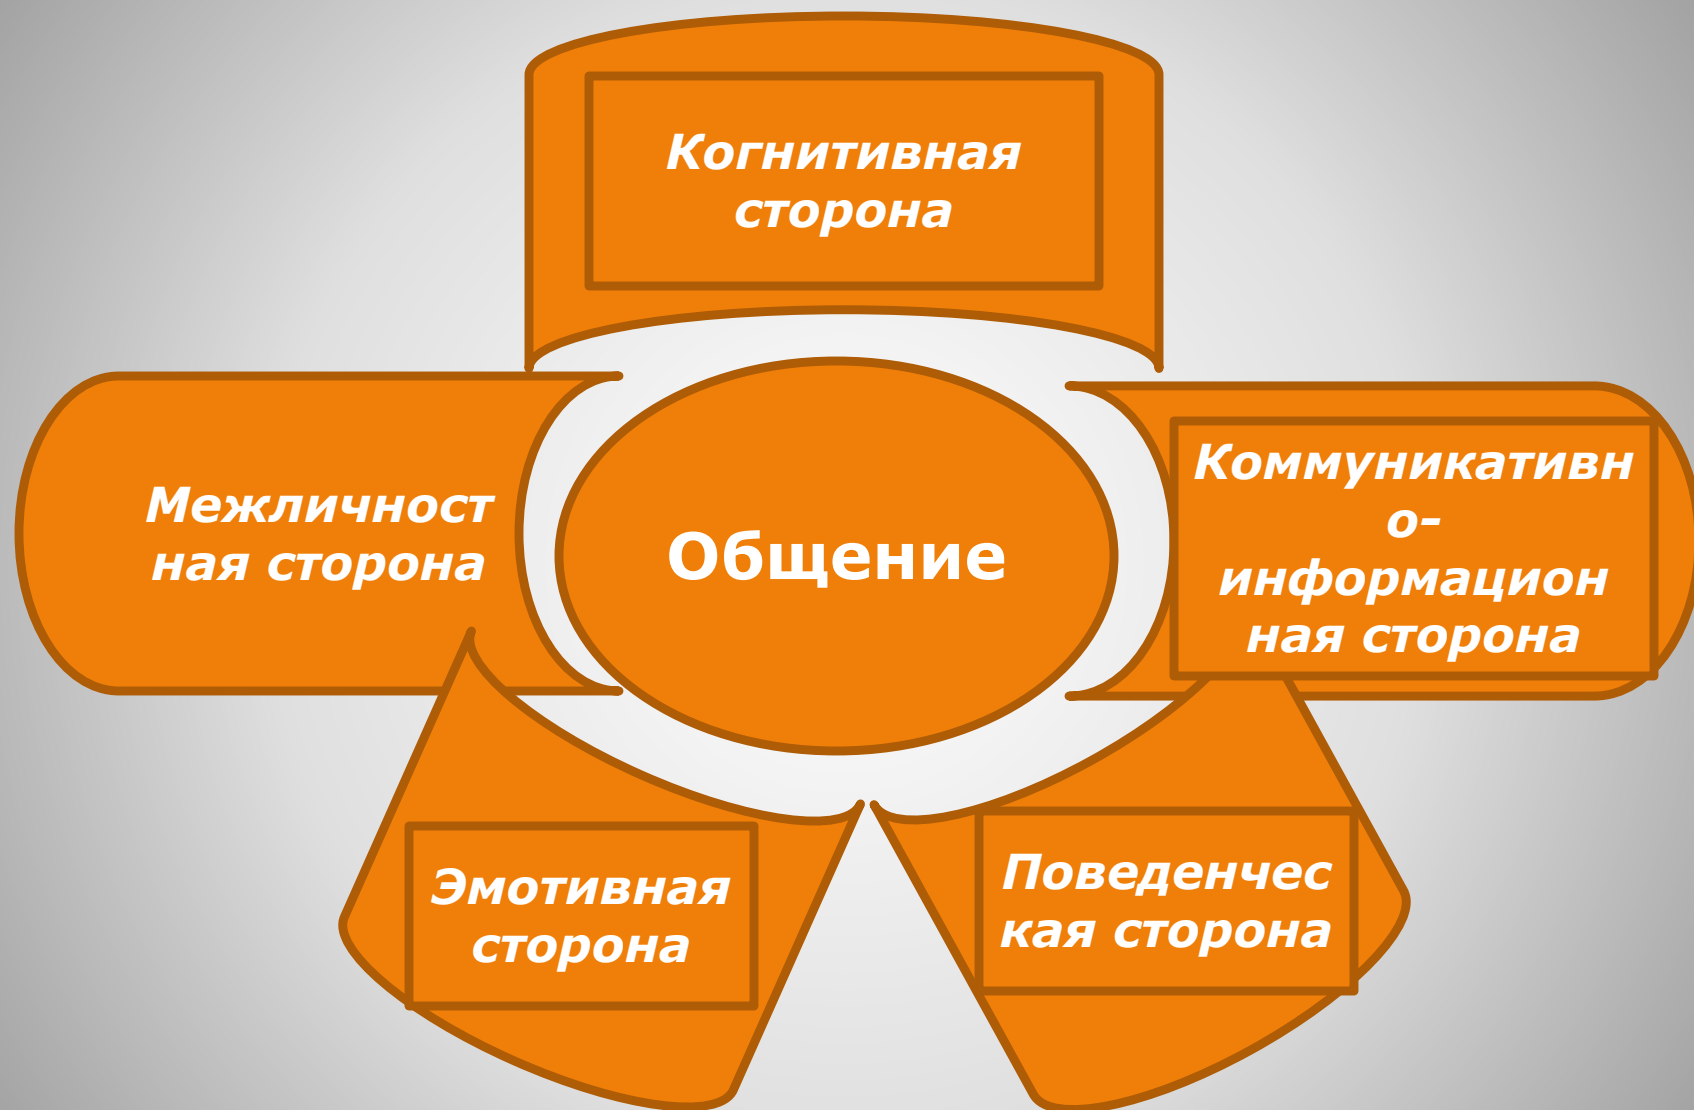 Когнитивная
сторона
Межличност
ная сторона
Общение
Коммуникативн
о-
информацион
ная сторона
Эмотивная
сторона
Поведенчес
кая сторона